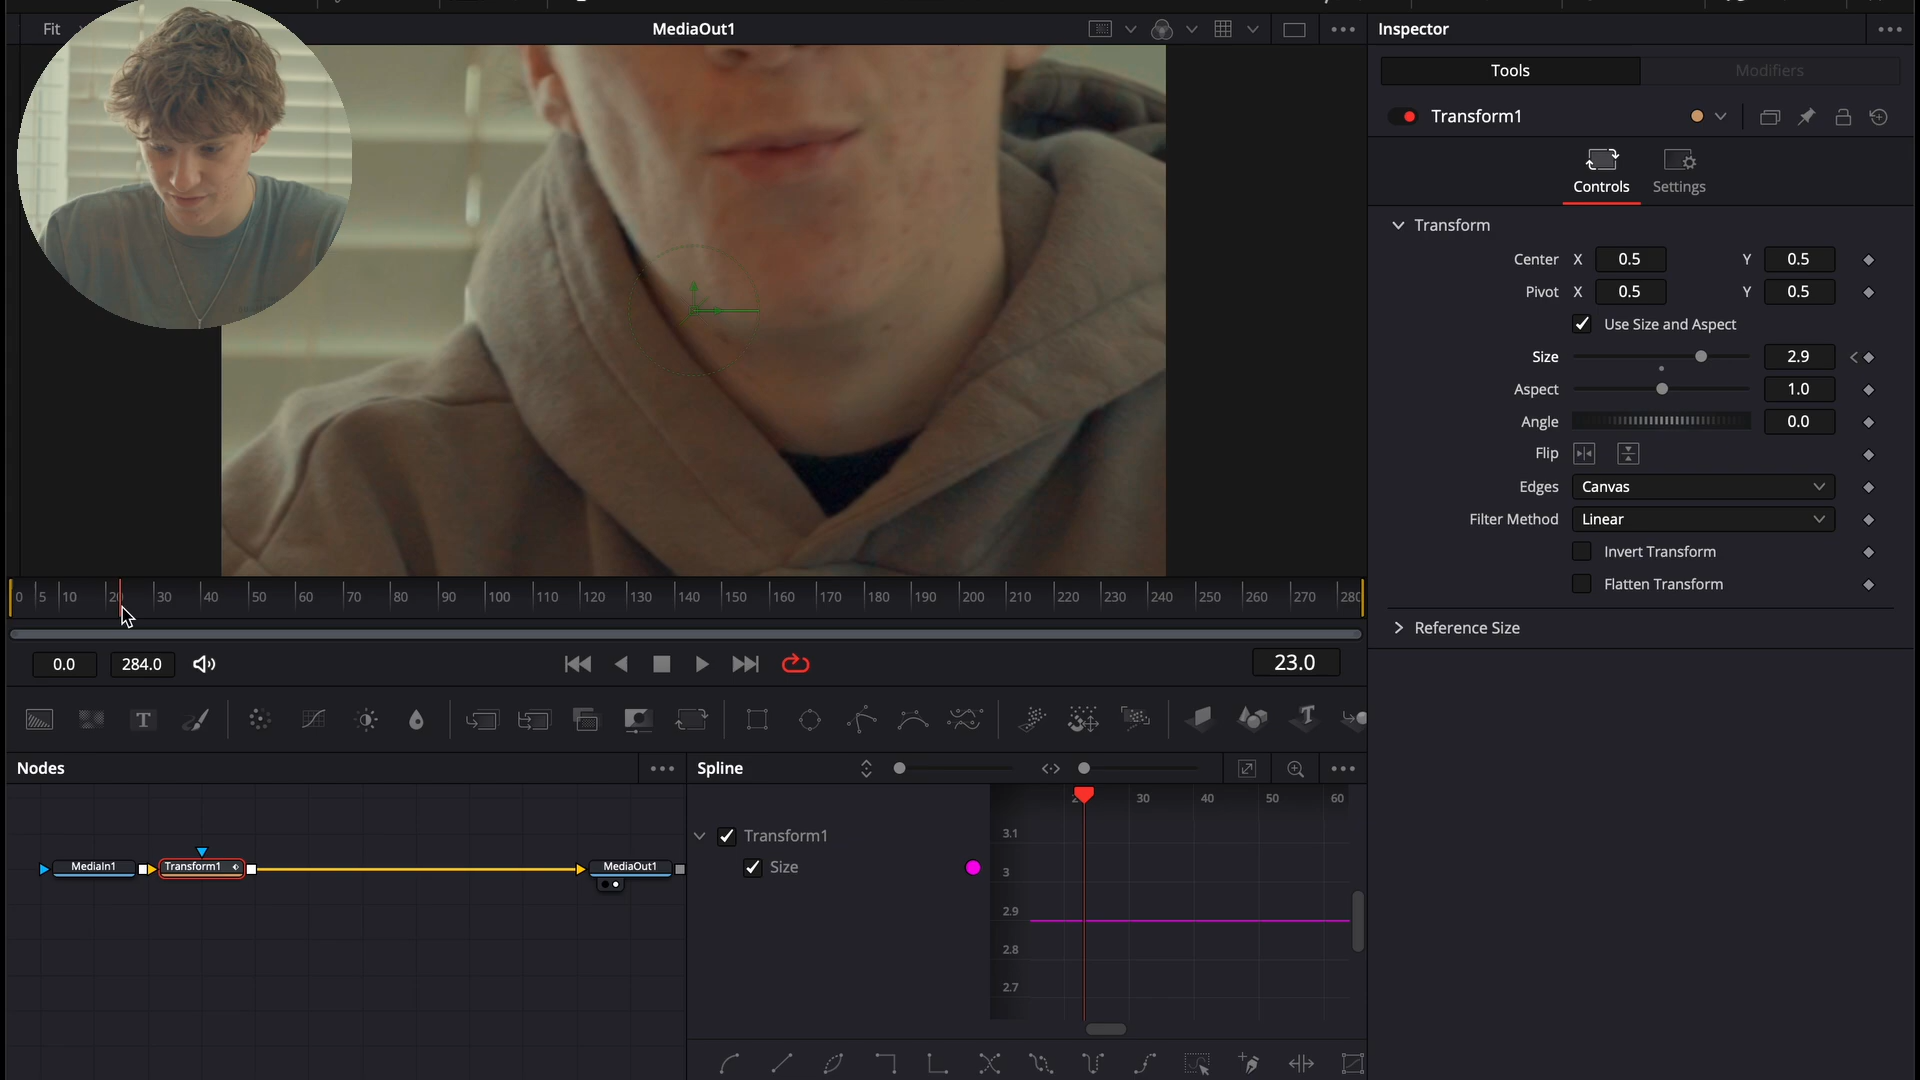 Fit
MediaOut1
Inspector
Tools
Modifiers
Transform1
Controls
Settings
Transform
Center X 0.5 Y 0.5
Pivot X 0.5 Y 0.5
Use Size and Aspect
Size 2.9
Aspect 1.0
Angle 0.0
Flip
Edges Canvas
Filter Method Linear
Invert Transform
Flatten Transform
Reference Size
0 5 10 20 30 40 50 60 70 80 90 100 110 120 130 140 150 160 170 180 190 200 210 220 230 240 250 260 270 280
0.0 284.0 23.0
Nodes
Spline
MediaIn1
Transform1
MediaOut1
Transform1
Size
30 40 50 60
3.1
3
2.9
2.8
2.7